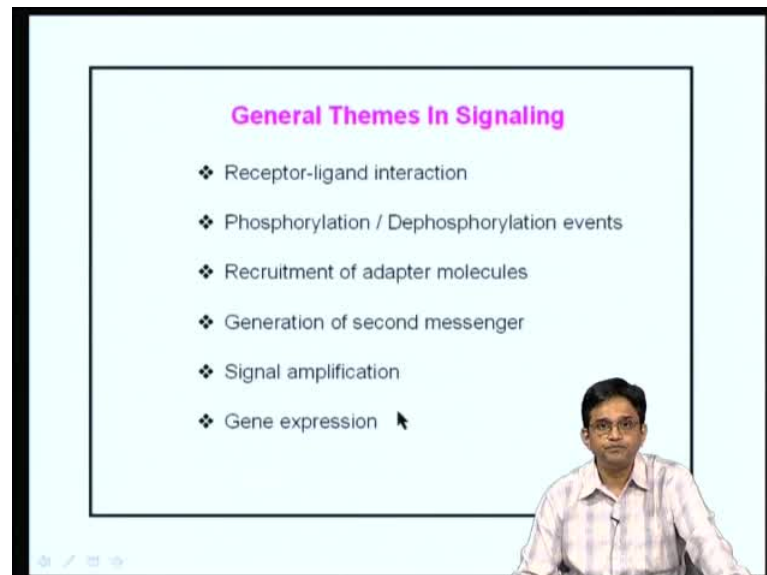 General Themes In Signaling
❖ Receptor-ligand interaction
❖ Phosphorylation / Dephosphorylation events
❖ Recruitment of adapter molecules
❖ Generation of second messenger
❖ Signal amplification
❖ Gene expression